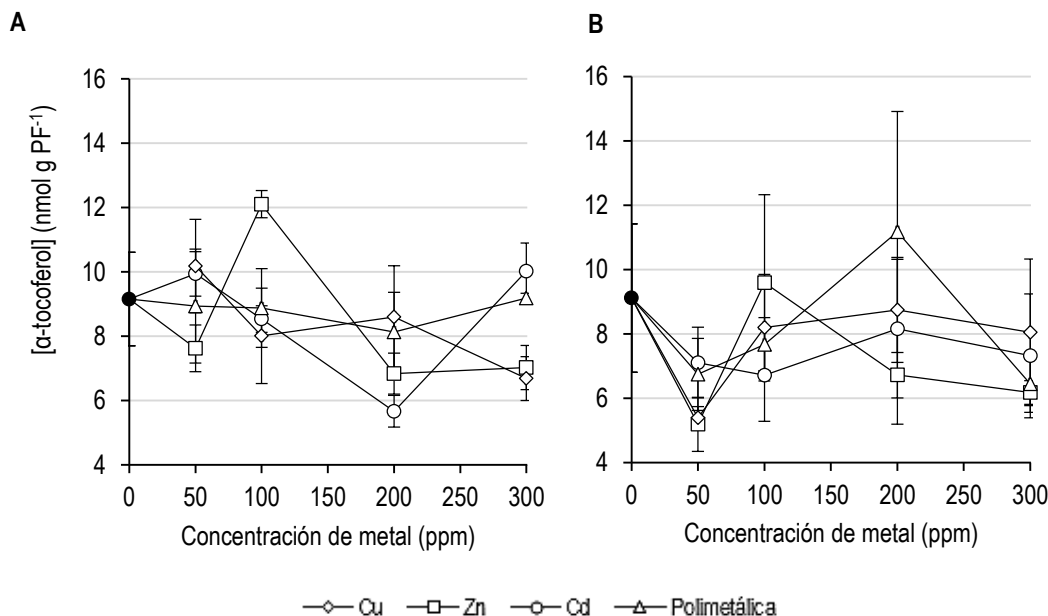 A
B
[α-tocoferol] (nmol g PF⁻¹)
16
14
12
10
8
6
4
0 50 100 150 200 250 300
Concentración de metal (ppm)
16
14
12
10
8
6
4
0 50 100 150 200 250 300
Concentración de metal (ppm)
Cu Zn Cd Polimetálica